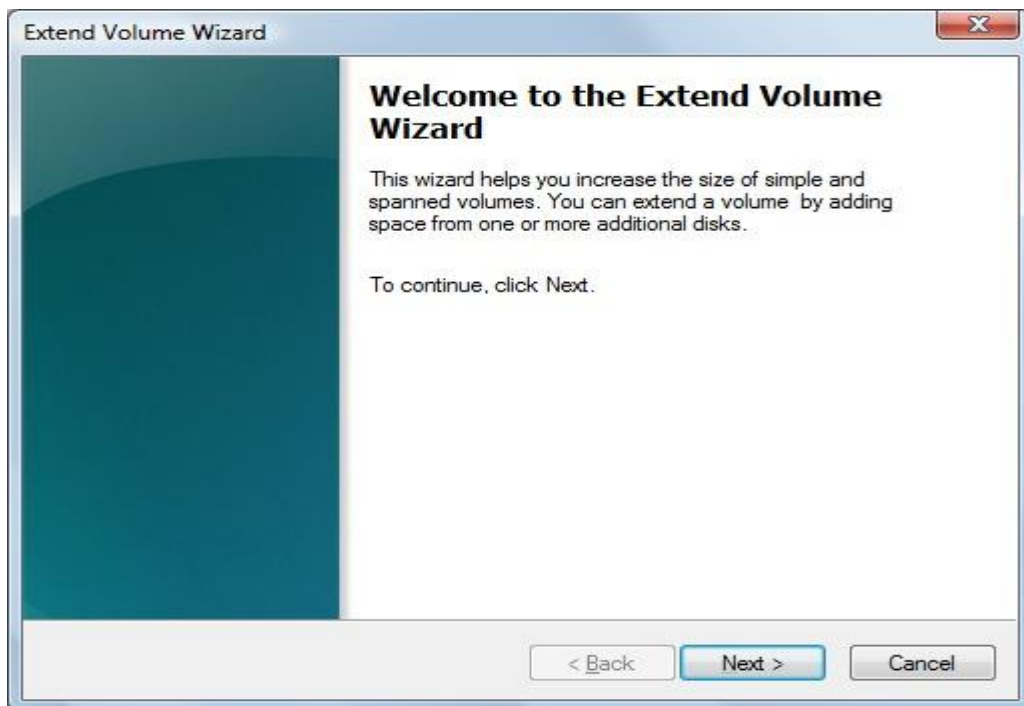 Extend Volume Wizard
Welcome to the Extend Volume
Wizard
This wizard helps you increase the size of simple and
spanned volumes. You can extend a volume  by adding
space from one or more additional disks.
To continue, click Next.
< Back
Next >
Cancel